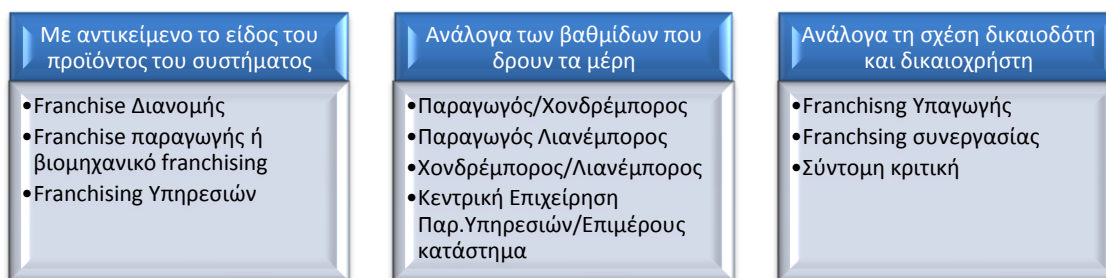 Με αντικείμενο το είδος του
προϊόντος του συστήματος
•Franchise Διανομής
•Franchise παραγωγής ή
βιομηχανικό franchising
•Franchising Υπηρεσιών
Ανάλογα των βαθμίδων που
δρουν τα μέρη
•Παραγωγός/Χονδρέμπορος
•Παραγωγός Λιανέμπορος
•Χονδρέμπορος/Λιανέμπορος
•Κεντρική Επιχείρηση
Παρ.Υπηρεσιών/Επιμέρους
κατάστημα
Ανάλογα τη σχέση δικαιοδότη
και δικαιοχρήστη
•Franchisng Υπαγωγής
•Franchsing συνεργασίας
•Σύντομη κριτική